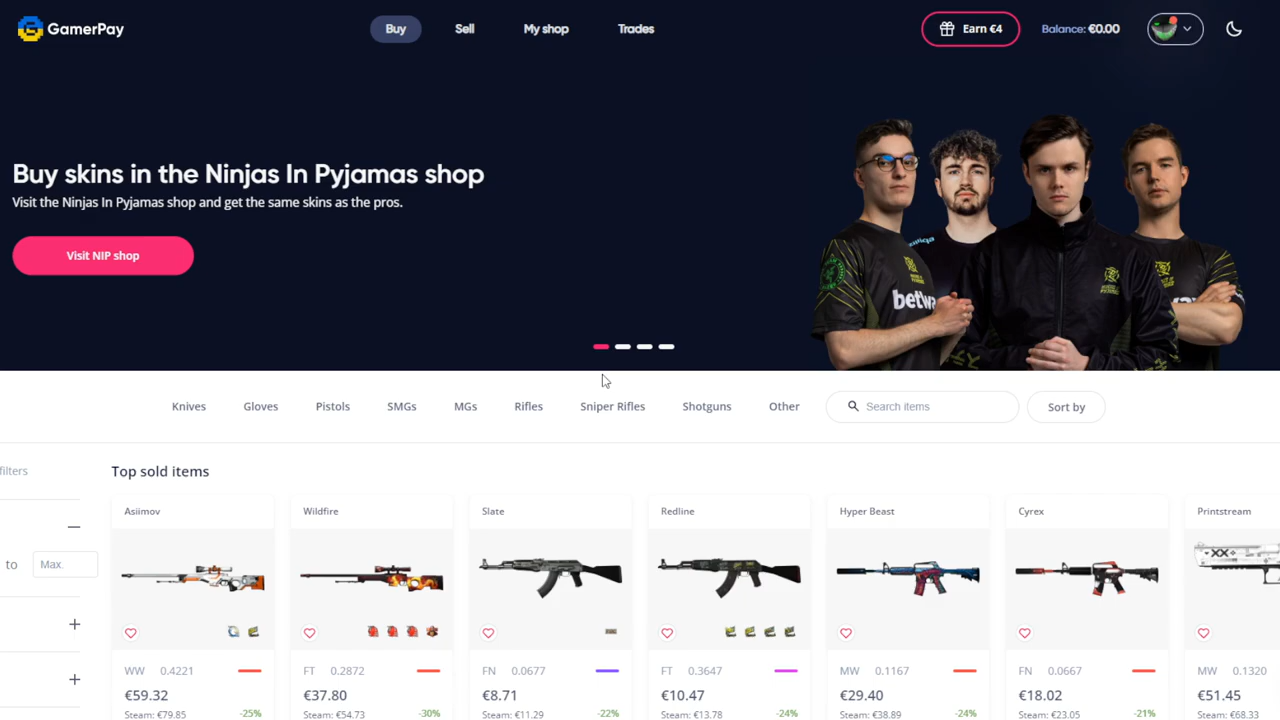 GamerPay
Buy
Sell
My shop
Trades
Earn €4
Balance: €0.00
Buy skins in the Ninjas In Pyjamas shop
Visit the Ninjas In Pyjamas shop and get the same skins as the pros.
Visit NIP shop
Knives
Gloves
Pistols
SMGs
MGs
Rifles
Sniper Rifles
Shotguns
Other
Search items
Sort by
filters
to
Max.
Top sold items
Asiimov
WW 0.4221
€59.32
Steam: €79.85 -25%
Wildfire
FT 0.2872
€37.80
Steam: €54.73 -30%
Slate
FN 0.0677
€8.71
Steam: €11.29 -22%
Redline
FT 0.3647
€10.47
Steam: €13.78 -24%
Hyper Beast
MW 0.1167
€29.40
Steam: €38.89 -24%
Cyrex
FN 0.0667
€18.02
Steam: €23.05 -21%
Printstream
MW 0.1320
€51.45
Steam: €68.33